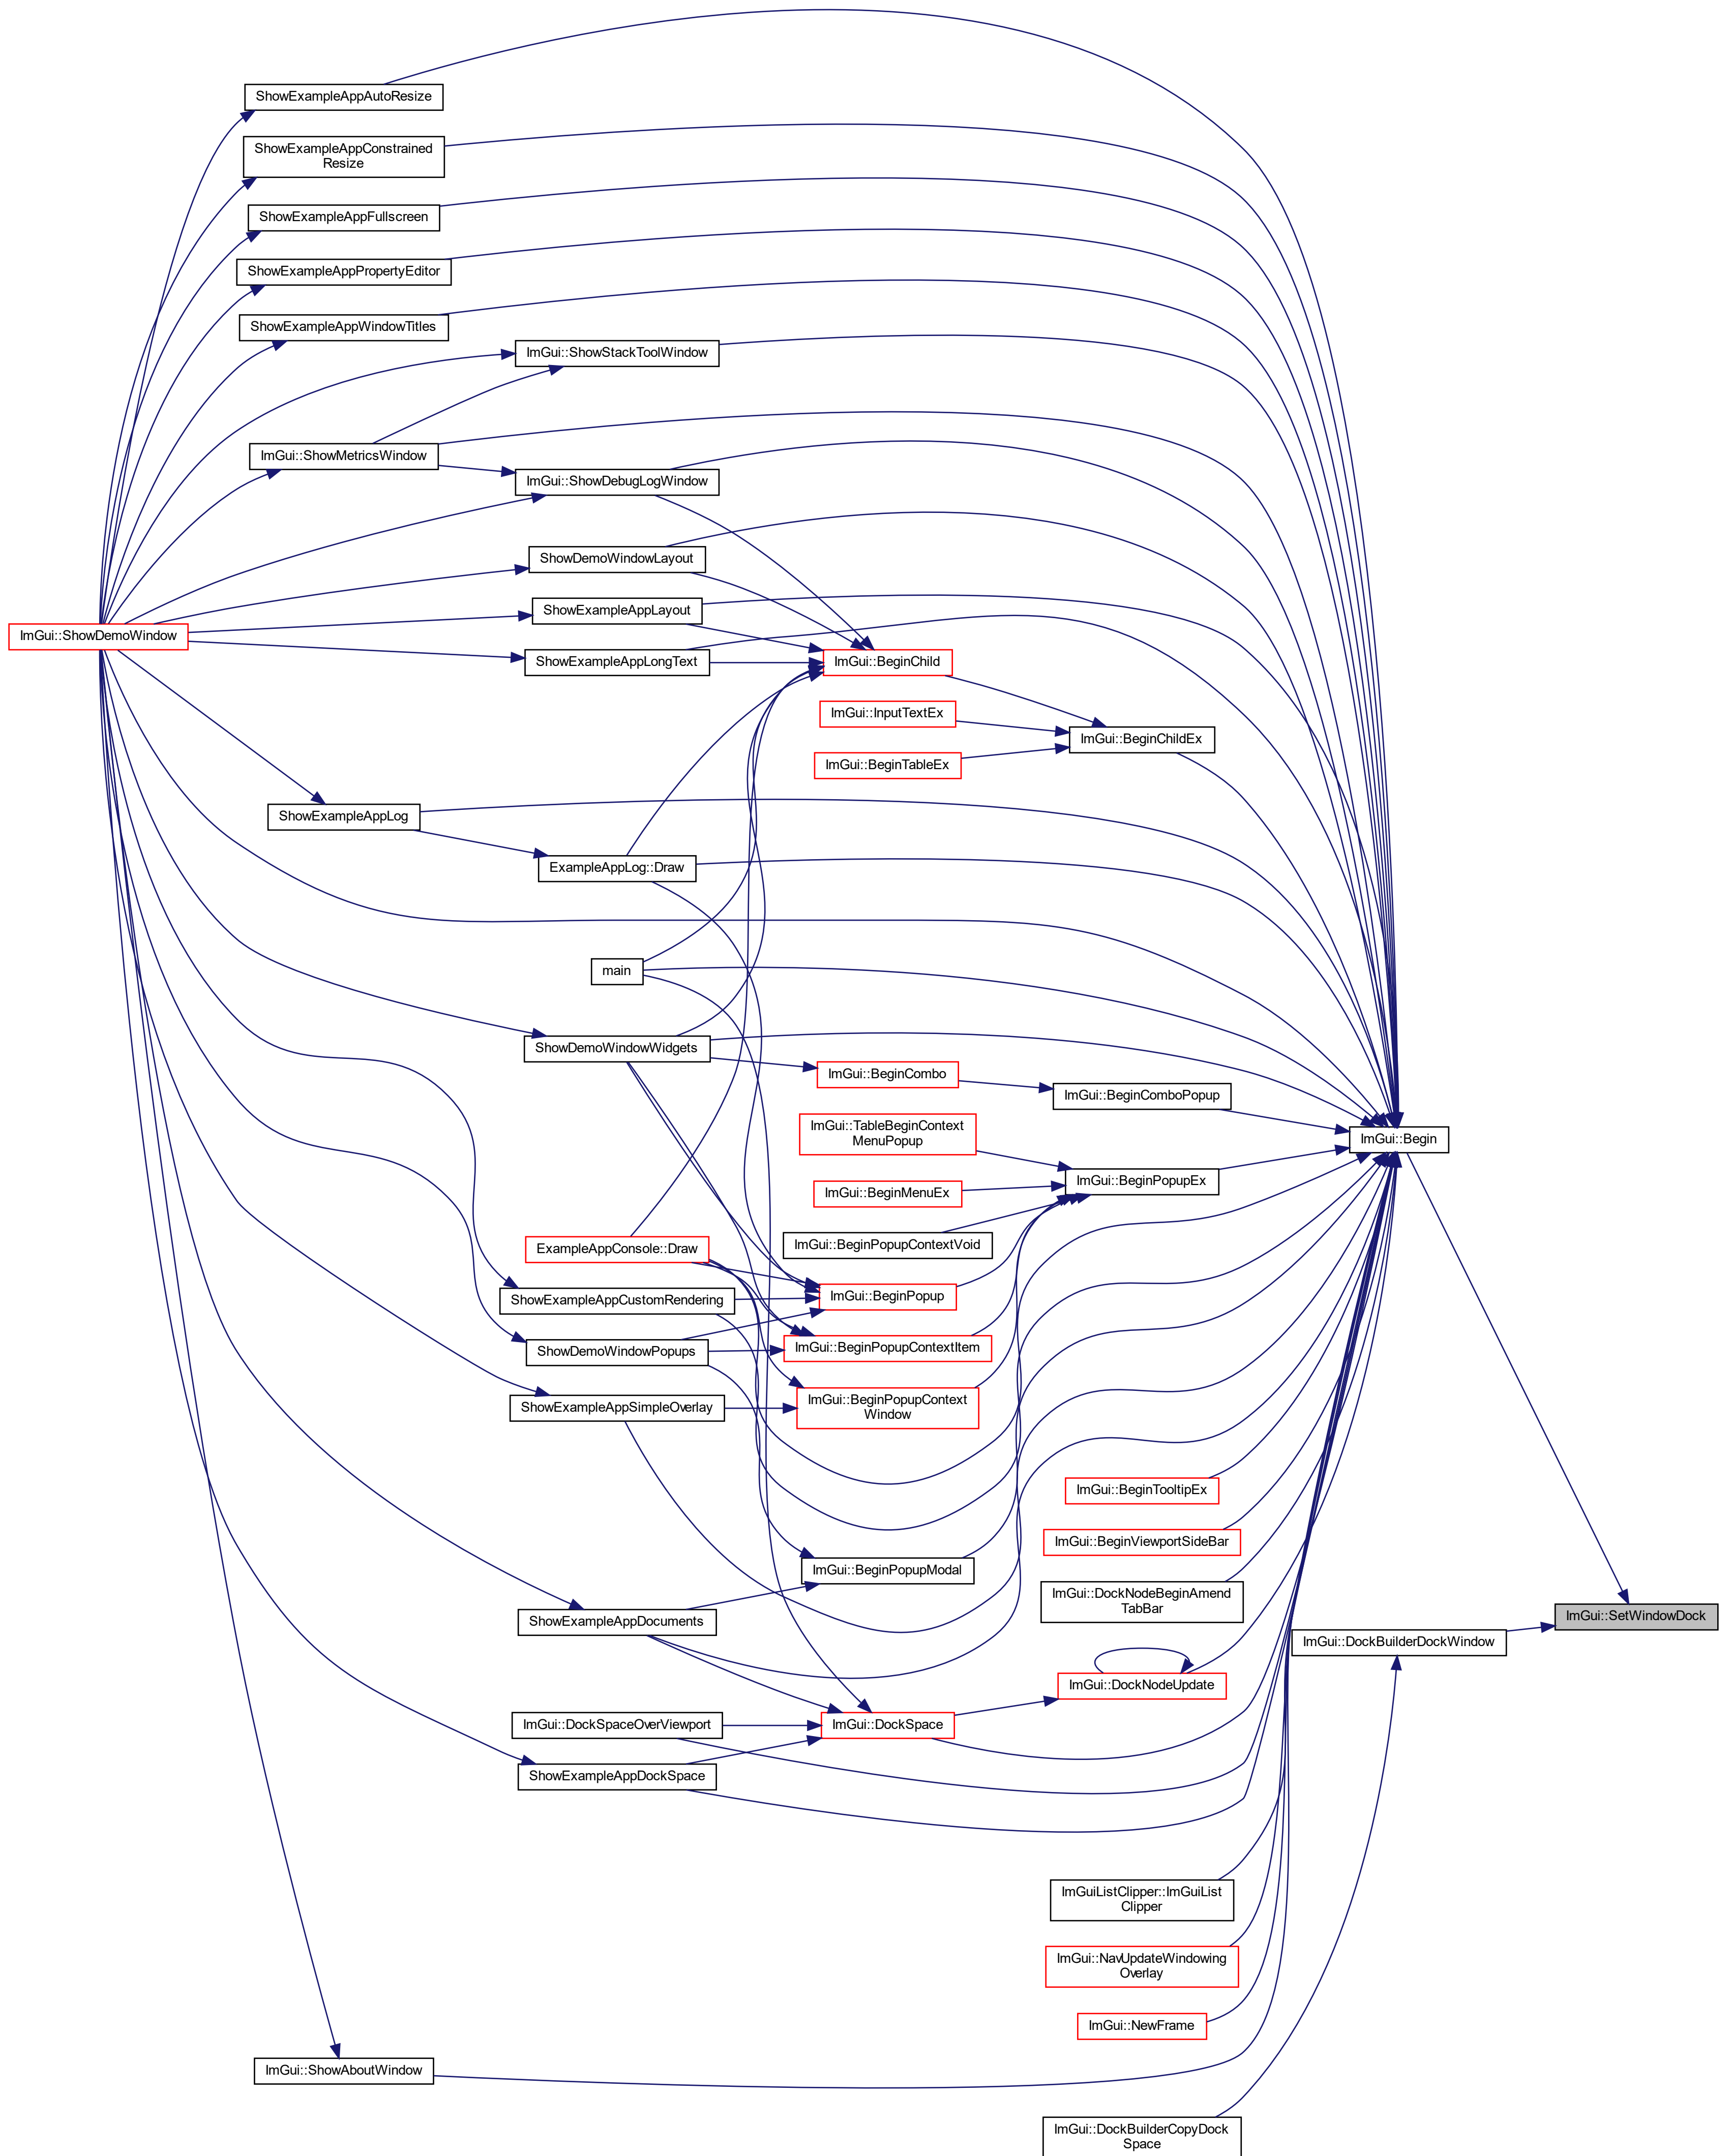 ShowExampleAppAutoResize
ShowExampleAppConstrained
Resize
ShowExampleAppFullscreen
ShowExampleAppPropertyEditor
ShowExampleAppWindowTitles
ImGui::ShowStackToolWindow
ImGui::ShowMetricsWindow
ImGui::ShowDebugLogWindow
ShowDemoWindowLayout
ShowExampleAppLayout
ImGui::ShowDemoWindow
ShowExampleAppLongText
ImGui::BeginChild
ImGui::InputTextEx
ImGui::BeginChildEx
ImGui::BeginTableEx
ShowExampleAppLog
ExampleAppLog::Draw
main
ShowDemoWindowWidgets
ImGui::BeginCombo
ImGui::BeginComboPopup
ImGui::TableBeginContext
MenuPopup
ImGui::Begin
ImGui::BeginPopupEx
ImGui::BeginMenuEx
ImGui::BeginPopupContextVoid
ExampleAppConsole::Draw
ImGui::BeginPopup
ShowExampleAppCustomRendering
ImGui::BeginPopupContextItem
ShowDemoWindowPopups
ImGui::BeginPopupContext
Window
ShowExampleAppSimpleOverlay
ImGui::BeginTooltipEx
ImGui::BeginViewportSideBar
ImGui::BeginPopupModal
ImGui::DockNodeBeginAmend
TabBar
ImGui::SetWindowDock
ShowExampleAppDocuments
ImGui::DockBuilderDockWindow
ImGui::DockNodeUpdate
ImGui::DockSpaceOverViewport
ImGui::DockSpace
ShowExampleAppDockSpace
ImGuiListClipper::ImGuiList
Clipper
ImGui::NavUpdateWindowing
Overlay
ImGui::NewFrame
ImGui::ShowAboutWindow
ImGui::DockBuilderCopyDock
Space